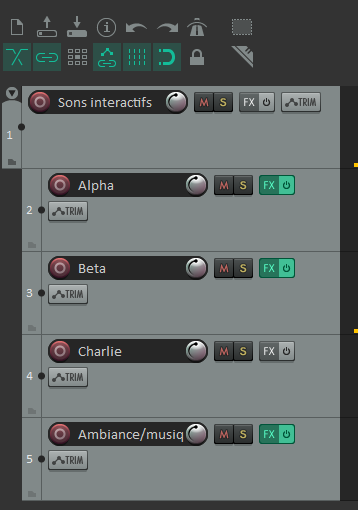 Sons interactifs M S FX TRIM
1
Alpha M S FX
2 TRIM
Beta M S FX
3 TRIM
Charlie M S FX
4 TRIM
Ambiance/musiq M S FX
5 TRIM